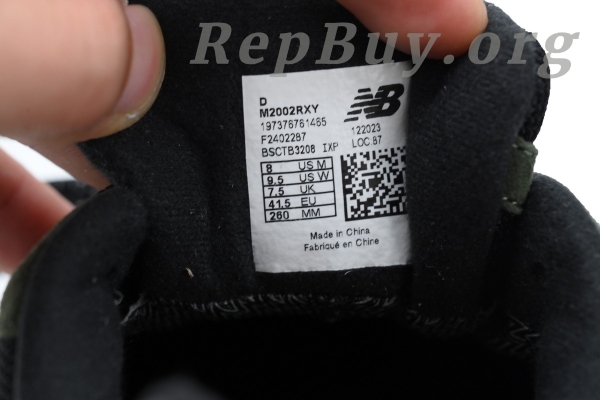 RepBuy.org
D
M2002RXY
197376761465
F2402287
BSCTB3208 IXP
NB
122023
LOC.87
8 US M
9.5 US W
7.5 UK
41.5 EU
260 MM
Made in China
Fabriqué en Chine